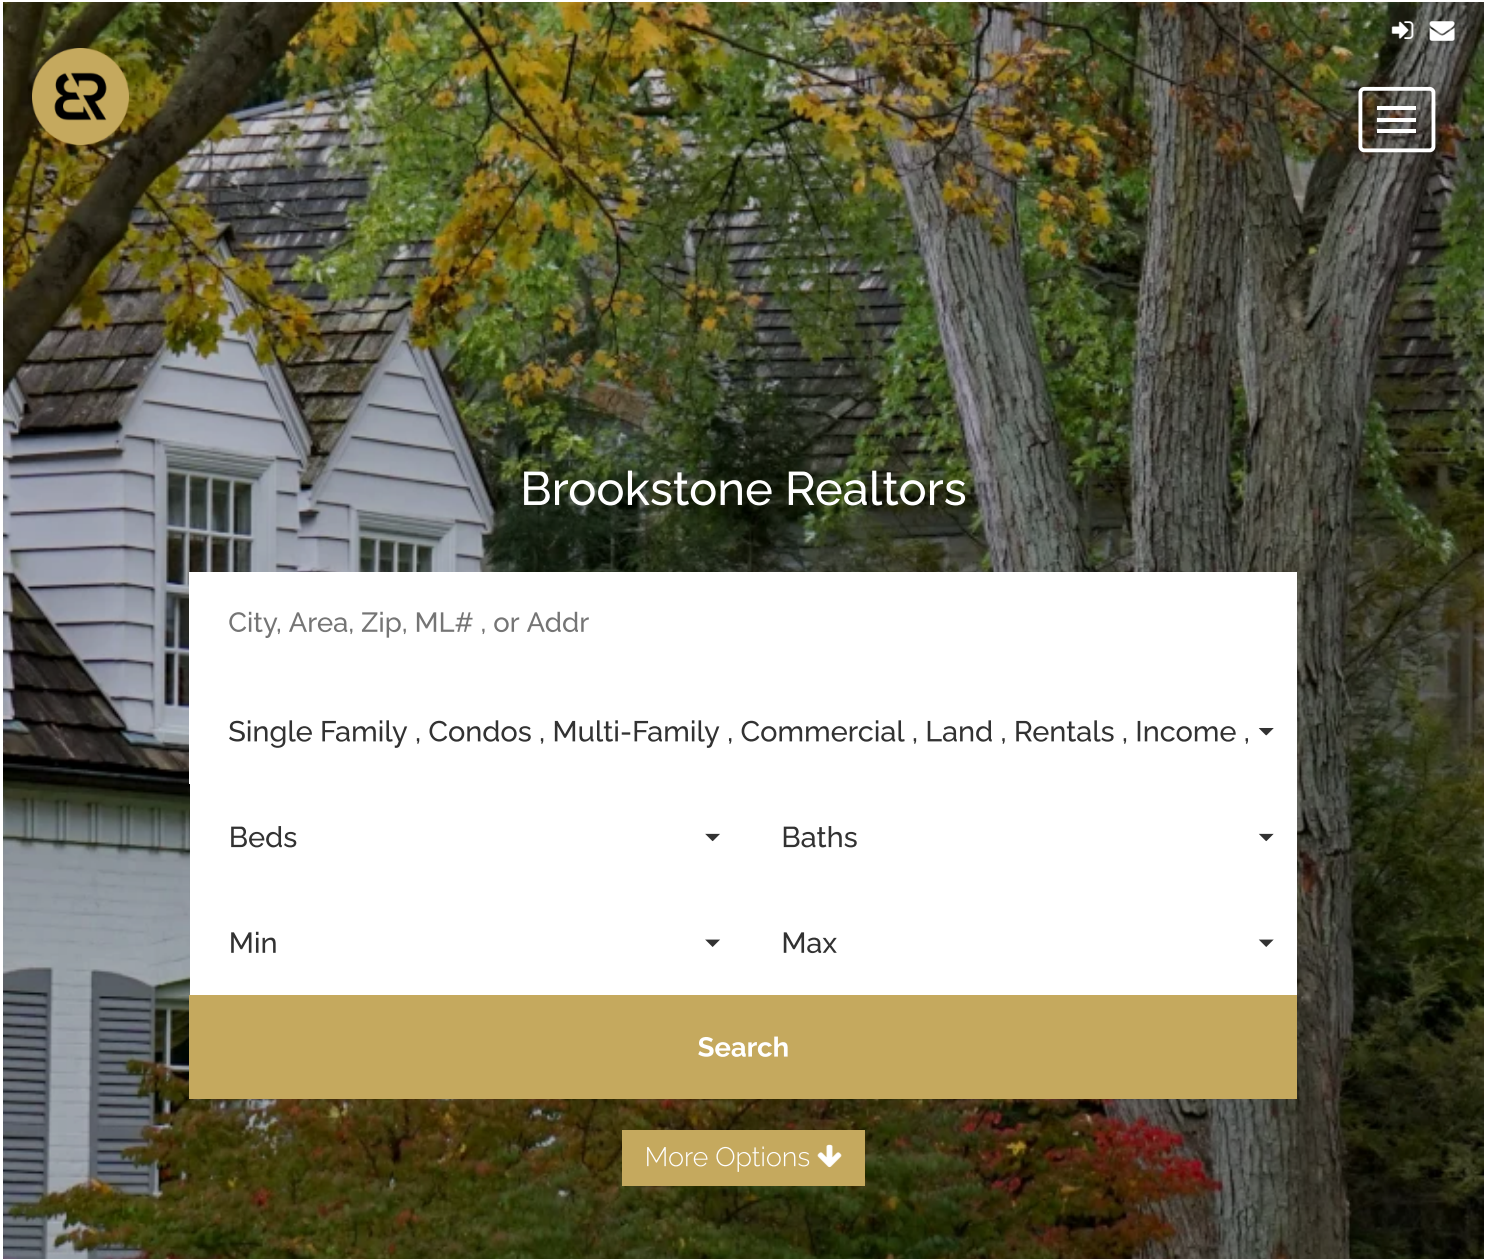 BR
Brookstone Realtors
City, Area, Zip, ML# , or Addr
Single Family , Condos , Multi-Family , Commercial , Land , Rentals , Income ,
Beds
Baths
Min
Max
Search
More Options